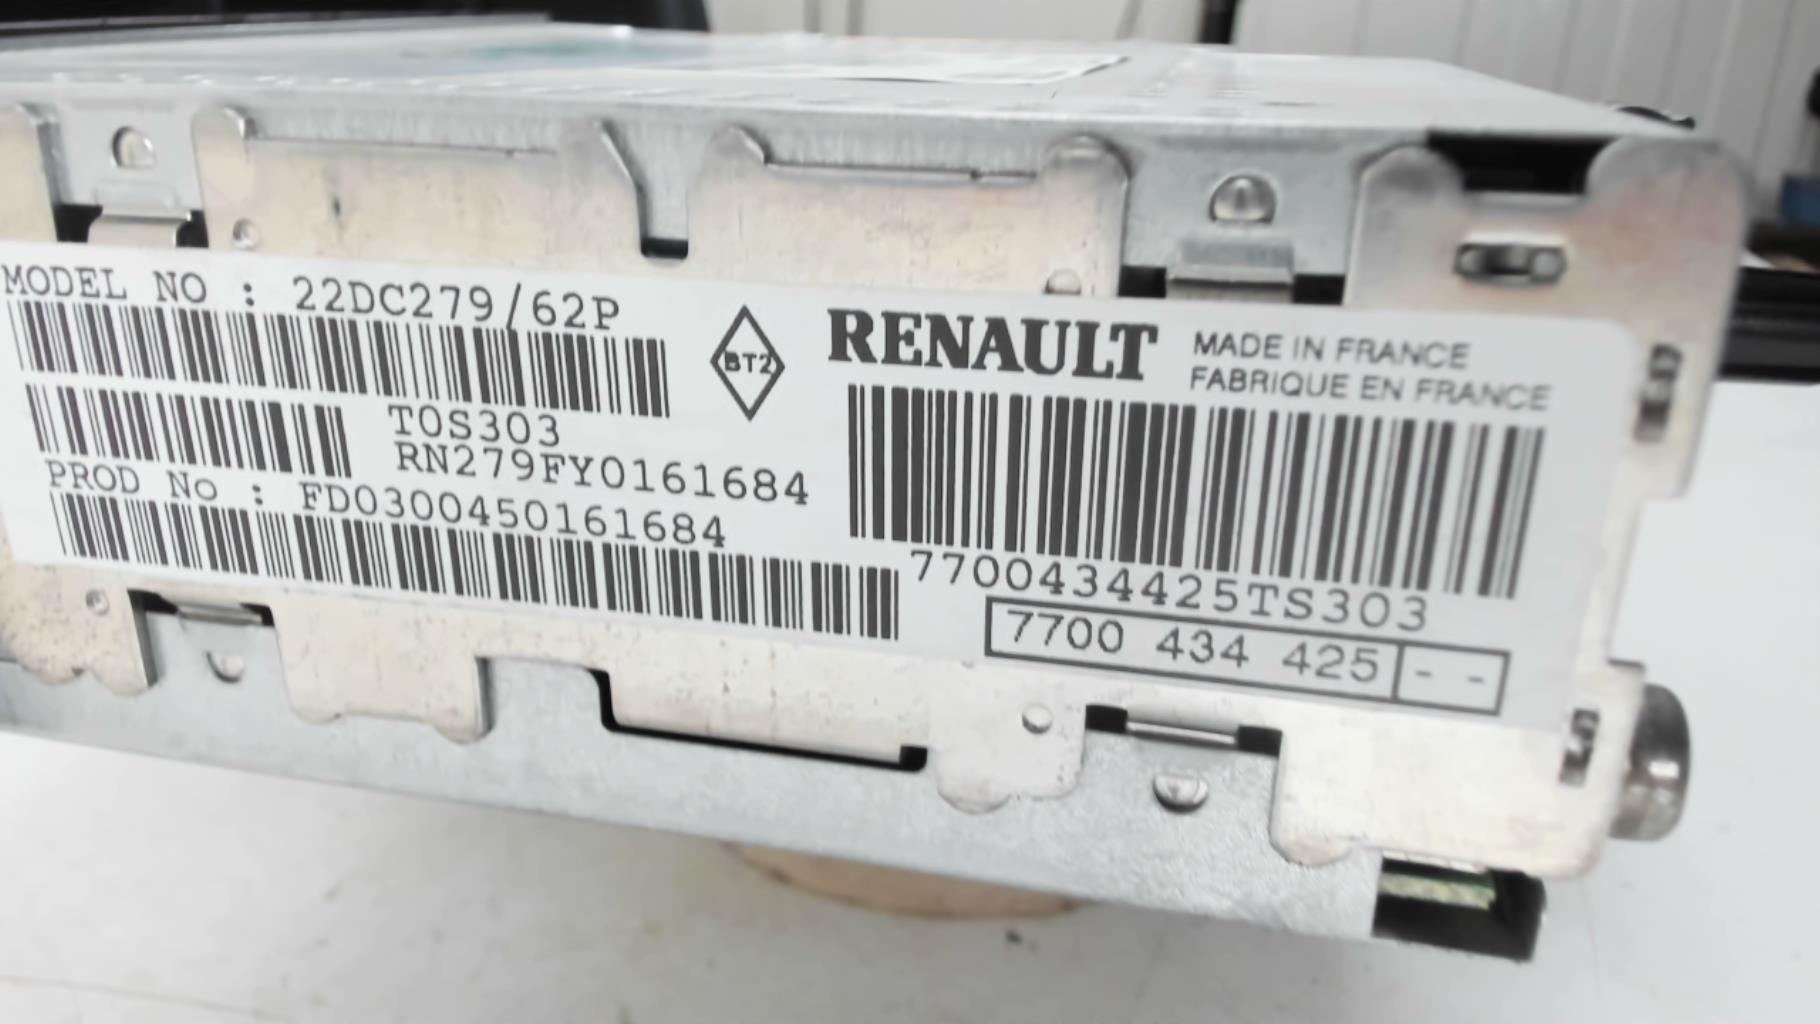 MODEL NO : 22DC279/62P
T0S303
RN279FY0161684
PROD No : FD0300450161684
BT2
RENAULT
MADE IN FRANCE
FABRIQUE EN FRANCE
7700434425TS303
7700 434 425 - -